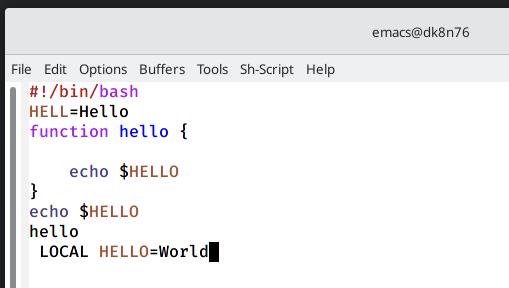 emacs@dk8n76
File Edit Options Buffers Tools Sh-Script Help
#!/bin/bash
HELL=Hello
function hello {
    echo $HELLO
}
echo $HELLO
hello
 LOCAL HELLO=World